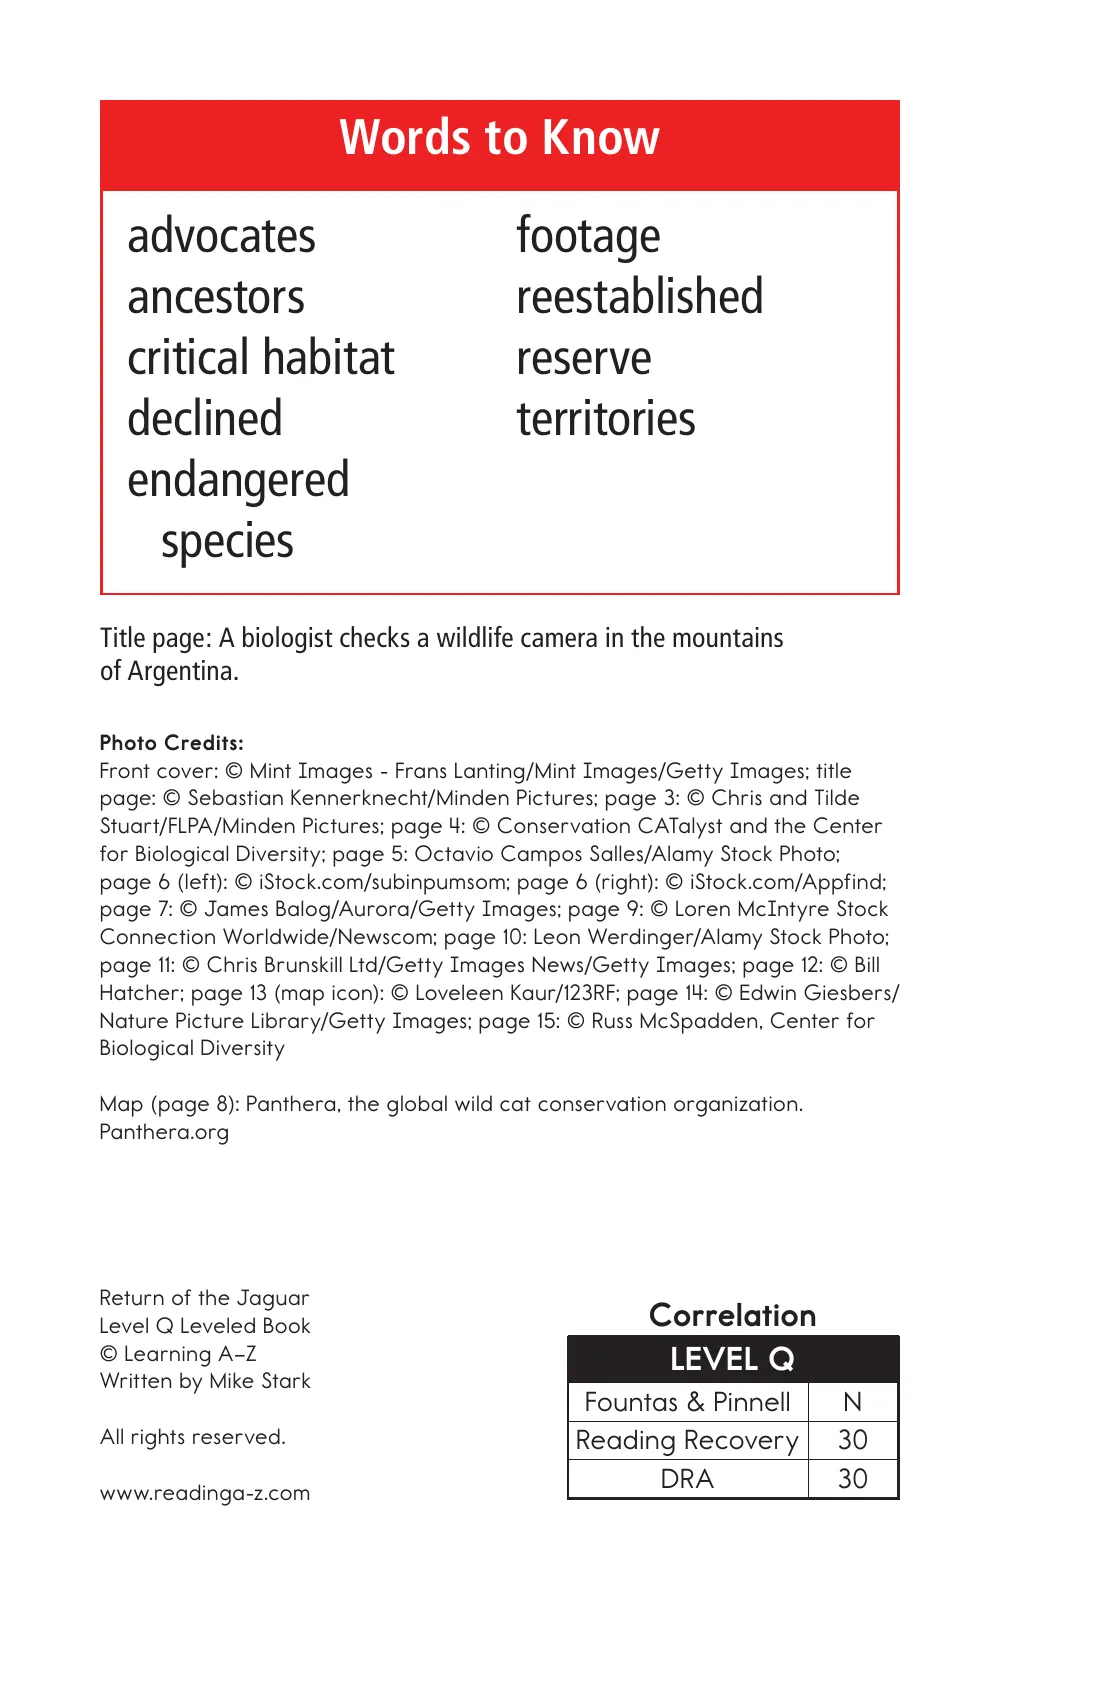 Words to Know
advocates
ancestors
critical habitat
declined
endangered
species
footage
reestablished
reserve
territories
Title page: A biologist checks a wildlife camera in the mountains
of Argentina.
Photo Credits:
Front cover: © Mint Images - Frans Lanting/Mint Images/Getty Images; title
page: © Sebastian Kennerknecht/Minden Pictures; page 3: © Chris and Tilde
Stuart/FLPA/Minden Pictures; page 4: © Conservation CATalyst and the Center
for Biological Diversity; page 5: Octavio Campos Salles/Alamy Stock Photo;
page 6 (left): © iStock.com/subinpumsom; page 6 (right): © iStock.com/Appfind;
page 7: © James Balog/Aurora/Getty Images; page 9: © Loren McIntyre Stock
Connection Worldwide/Newscom; page 10: Leon Werdinger/Alamy Stock Photo;
page 11: © Chris Brunskill Ltd/Getty Images News/Getty Images; page 12: © Bill
Hatcher; page 13 (map icon): © Loveleen Kaur/123RF; page 14: © Edwin Giesbers/
Nature Picture Library/Getty Images; page 15: © Russ McSpadden, Center for
Biological Diversity
Map (page 8): Panthera, the global wild cat conservation organization.
Panthera.org
Return of the Jaguar
Level Q Leveled Book
© Learning A–Z
Written by Mike Stark
All rights reserved.
www.readinga-z.com
Correlation
LEVEL Q
Fountas & Pinnell N
Reading Recovery 30
DRA 30